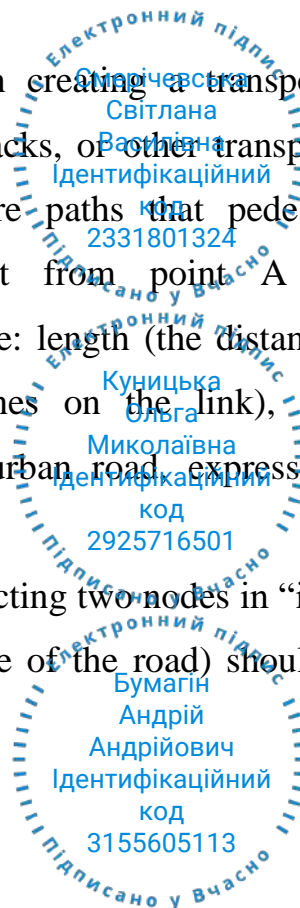 n creating a transpo
acks, or other transp
re paths that pede
t from point A
e: length (the distan
nes on the link),
urban road, express
cting two nodes in “i
e of the road) shoul
Електронний підпис
Смерічевська
Світлана
Василівна
Ідентифікаційний
код
2331801324
Підписано у Вчасно
Електронний підпис
Куницька
Ольга
Миколаївна
Ідентифікаційний
код
2925716501
Підписано у Вчасно
Електронний підпис
Бумагін
Андрій
Андрійович
Ідентифікаційний
код
3155605113
Підписано у Вчасно